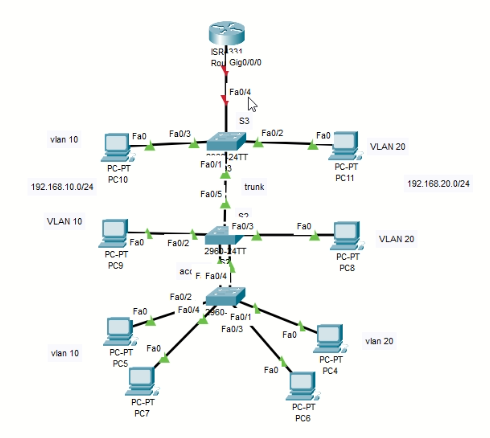 ISR4331
Rou Gig0/0/0
Fa0/4
S3
vlan 10
Fa0
Fa0/3
Fa0/2
Fa0
VLAN 20
24TT
PC-PT
PC10
Fa0/1
PC-PT
PC11
192.168.10.0/24
trunk
192.168.20.0/24
Fa0/5
S2
VLAN 10
Fa0
Fa0/2
Fa0/3
Fa0
VLAN 20
PC-PT
PC9
2960-24TT
PC-PT
PC8
acc
F
Fa0/4
Fa0/2
Fa0/4
Fa0
Fa0/1
Fa0/3
Fa0
vlan 10
PC-PT
PC5
Fa0
2960-
vlan 20
PC-PT
PC4
Fa0
PC-PT
PC7
PC-PT
PC6